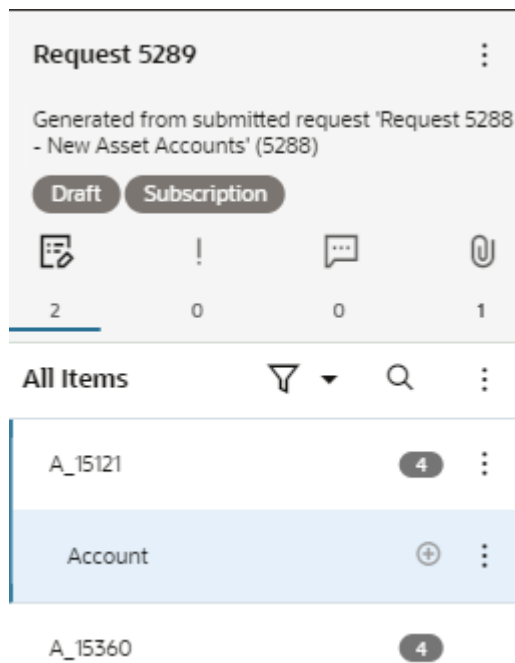 Request 5289
Generated from submitted request 'Request 5288
- New Asset Accounts' (5288)
Draft Subscription
2 0 0 1
All Items
A_15121 4
Account
A_15360 4